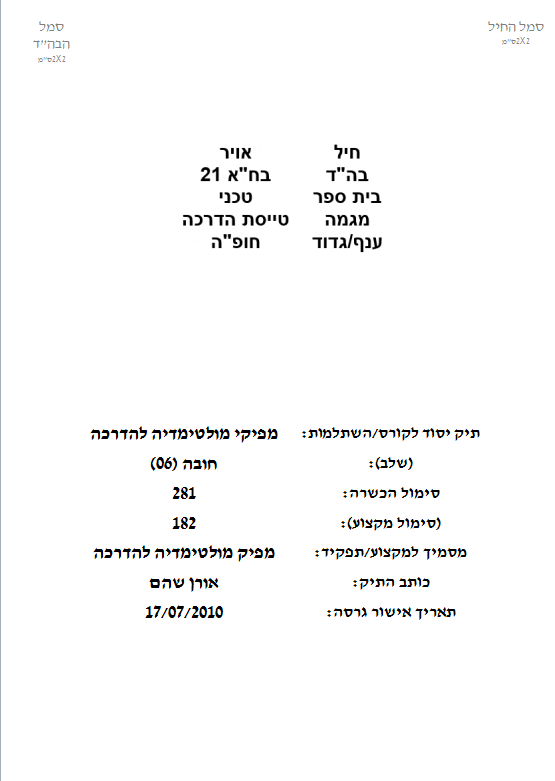 סמל החיל
2X2ס"מ
סמל
הבה"ד
2X2ס"מ
חיל אויר
בה"ד בח"א 21
בית ספר טכני
מגמה טייסת הדרכה
ענף/גדוד חופ"ה
תיק יסוד לקורס/השתלמות: מפיקי מולטימדיה להדרכה
(שלב): חובה (06)
סימול הכשרה: 281
(סימול מקצוע): 182
מסמיך למקצוע/תפקיד: מפיק מולטימדיה להדרכה
כותב התיק: אורן שהם
תאריך אישור גרסה: 17/07/2010